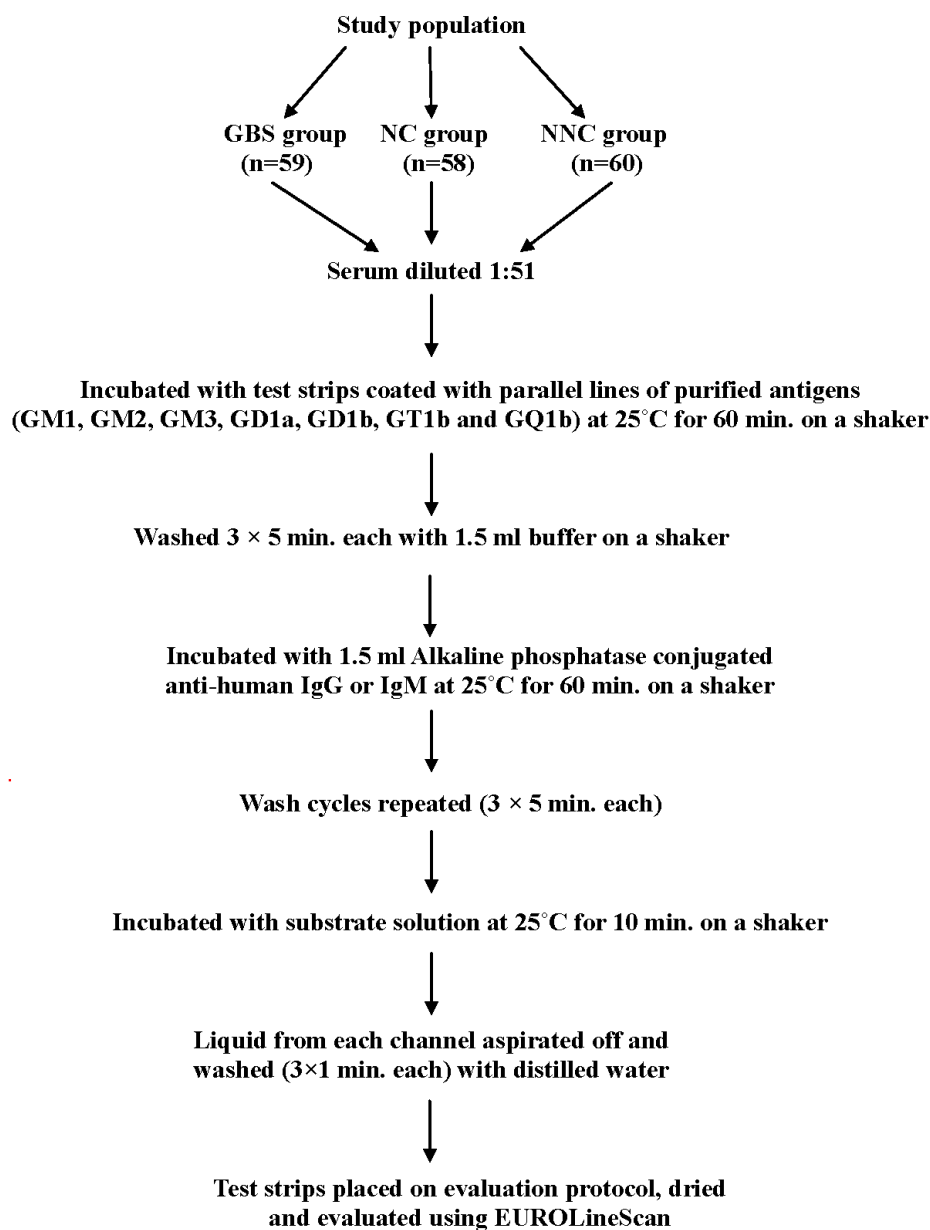 Study population
GBS group NC group NNC group
(n=59) (n=58) (n=60)
Serum diluted 1:51
Incubated with test strips coated with parallel lines of purified antigens
(GM1, GM2, GM3, GD1a, GD1b, GT1b and GQ1b) at 25°C for 60 min. on a shaker
Washed 3 × 5 min. each with 1.5 ml buffer on a shaker
Incubated with 1.5 ml Alkaline phosphatase conjugated
anti-human IgG or IgM at 25°C for 60 min. on a shaker
Wash cycles repeated (3 × 5 min. each)
Incubated with substrate solution at 25°C for 10 min. on a shaker
Liquid from each channel aspirated off and
washed (3×1 min. each) with distilled water
Test strips placed on evaluation protocol, dried
and evaluated using EUROLineScan